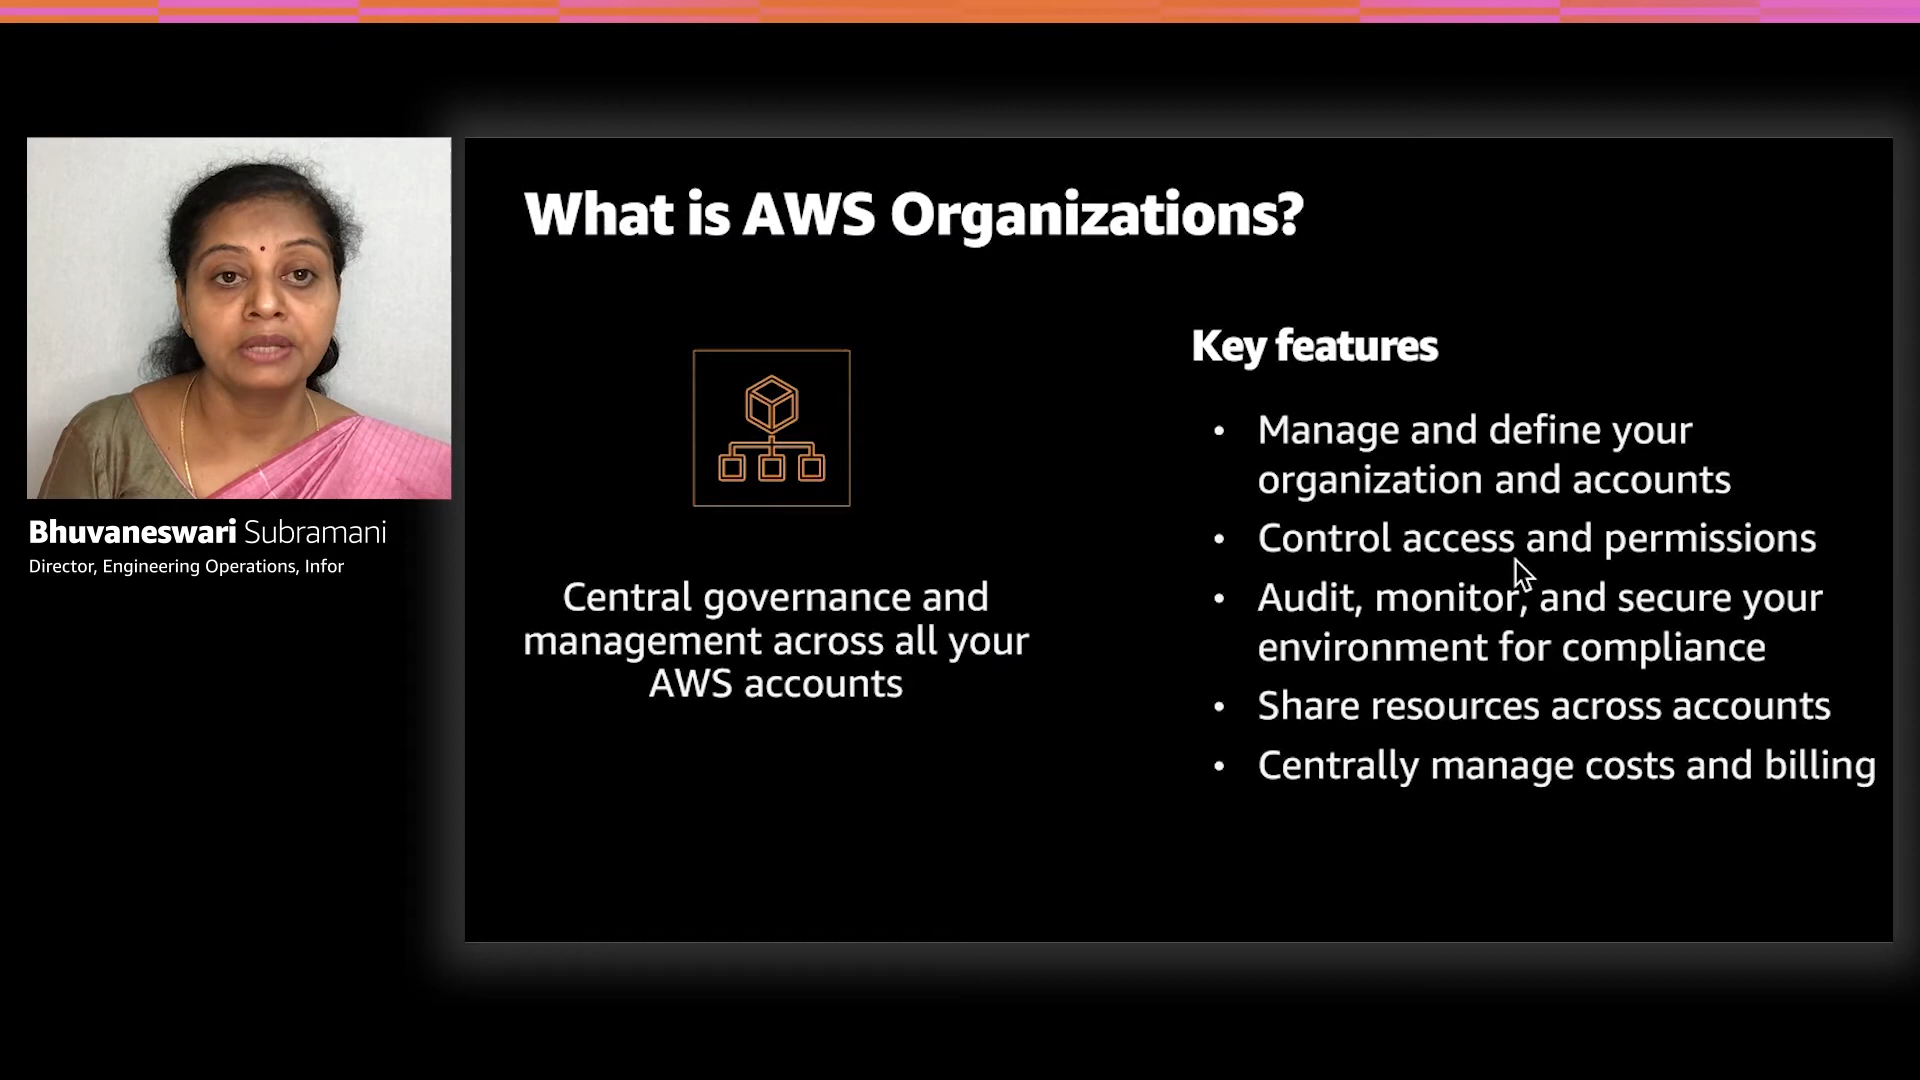 What is AWS Organizations?
Bhuvaneswari Subramani
Director, Engineering Operations, Infor
Central governance and
management across all your
AWS accounts
Key features
• Manage and define your
organization and accounts
• Control access and permissions
• Audit, monitor, and secure your
environment for compliance
• Share resources across accounts
• Centrally manage costs and billing